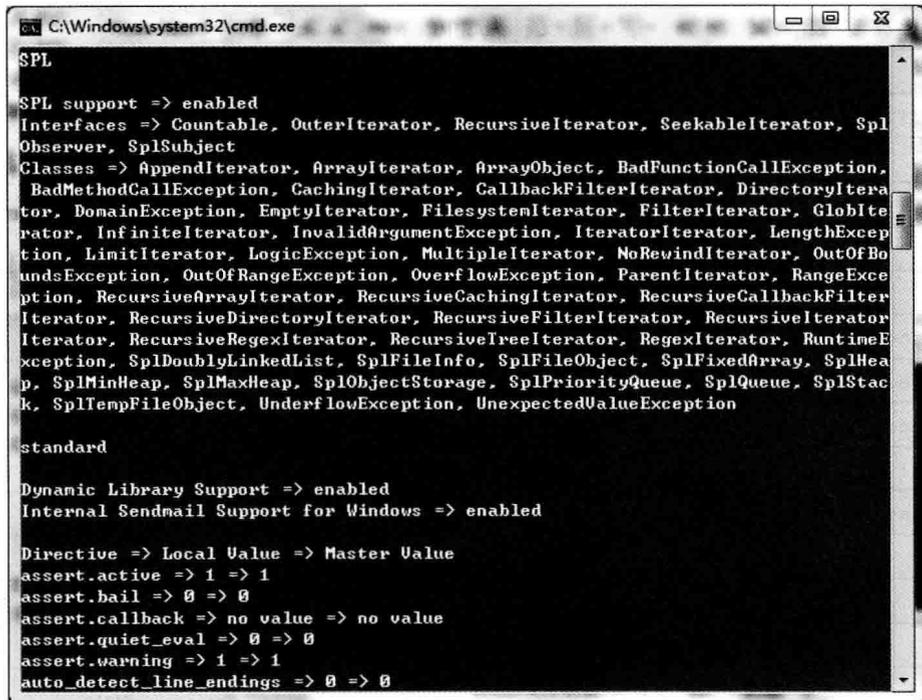 C:\Windows\system32\cmd.exe
SPL
SPL support => enabled
Interfaces => Countable, OuterIterator, RecursiveIterator, SeekableIterator, Spl
Observer, SplSubject
Classes => AppendIterator, ArrayIterator, ArrayObject, BadFunctionCallException,
 BadMethodCallException, CachingIterator, CallbackFilterIterator, DirectoryItera
tor, DomainException, EmptyIterator, FilesystemIterator, FilterIterator, GlobIte
rator, InfiniteIterator, InvalidArgumentException, IteratorIterator, LengthExcep
tion, LimitIterator, LogicException, MultipleIterator, NoRewindIterator, OutOfBo
undsException, OutOfRangeException, OverflowException, ParentIterator, RangeExce
ption, RecursiveArrayIterator, RecursiveCachingIterator, RecursiveCallbackFilter
Iterator, RecursiveDirectoryIterator, RecursiveFilterIterator, RecursiveIterator
Iterator, RecursiveRegexIterator, RecursiveTreeIterator, RegexIterator, RuntimeE
xception, SplDoublyLinkedList, SplFileInfo, SplFileObject, SplFixedArray, SplHea
p, SplMinHeap, SplMaxHeap, SplObjectStorage, SplPriorityQueue, SplQueue, SplStac
k, SplTempFileObject, UnderflowException, UnexpectedValueException
standard
Dynamic Library Support => enabled
Internal Sendmail Support for Windows => enabled
Directive => Local Value => Master Value
assert.active => 1 => 1
assert.bail => 0 => 0
assert.callback => no value => no value
assert.quiet_eval => 0 => 0
assert.warning => 1 => 1
auto_detect_line_endings => 0 => 0